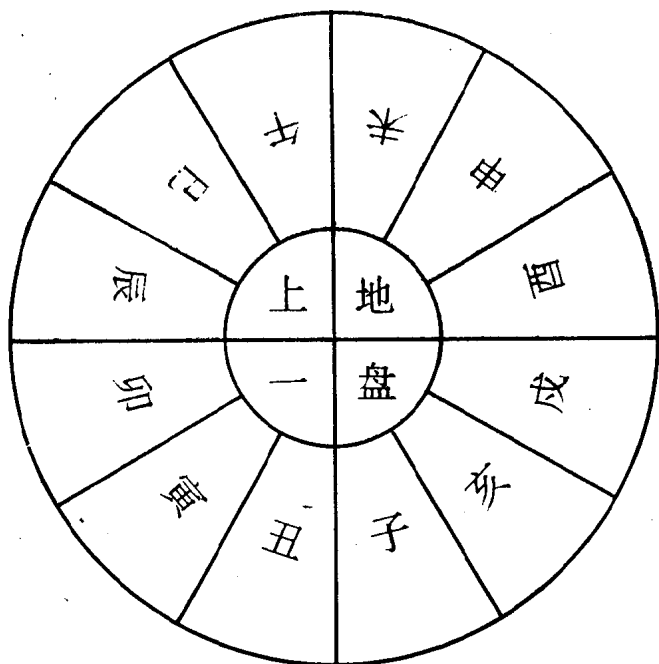 午
未
申
酉
戌
亥
子
丑
寅
卯
辰
巳
上 地
一 盘